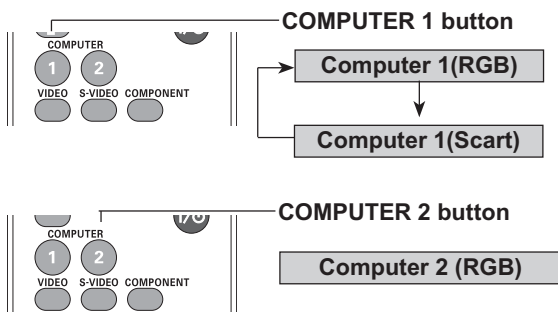 COMPUTER 1 button
COMPUTER
1 2
VIDEO S-VIDEO COMPONENT
Computer 1(RGB)
Computer 1(Scart)
COMPUTER 2 button
COMPUTER
1 2
VIDEO S-VIDEO COMPONENT
Computer 2 (RGB)